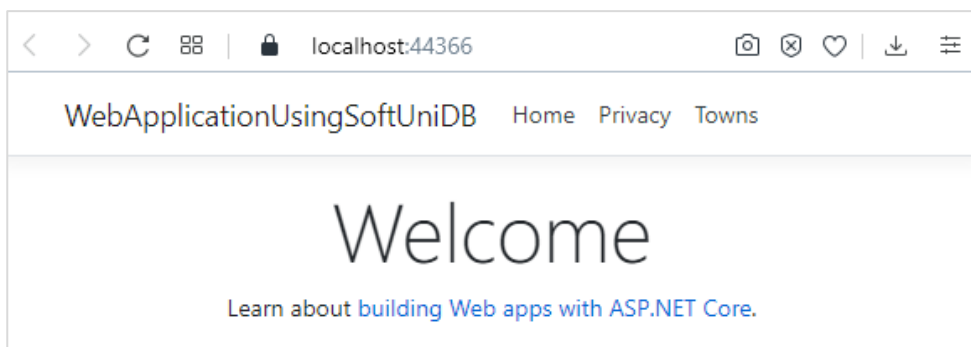 localhost:44366
WebApplicationUsingSoftUniDB Home Privacy Towns
Welcome
Learn about building Web apps with ASP.NET Core.